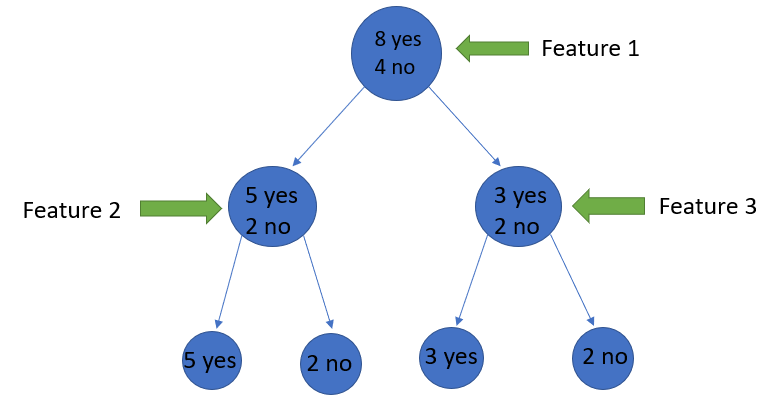 8 yes
4 no
Feature 1
Feature 2
5 yes
2 no
3 yes
2 no
Feature 3
5 yes
2 no
3 yes
2 no